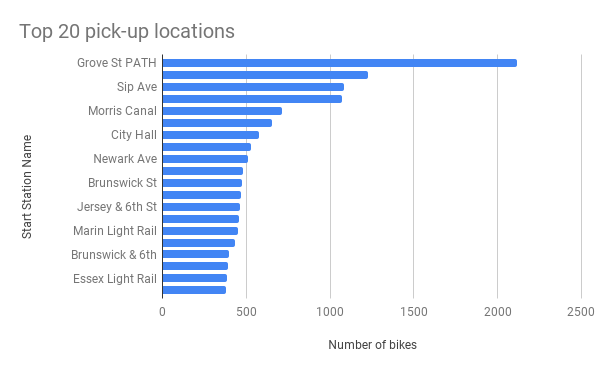 Top 20 pick-up locations
Start Station Name
Grove St PATH
Sip Ave
Morris Canal
City Hall
Newark Ave
Brunswick St
Jersey & 6th St
Marin Light Rail
Brunswick & 6th
Essex Light Rail
0 500 1000 1500 2000 2500
Number of bikes